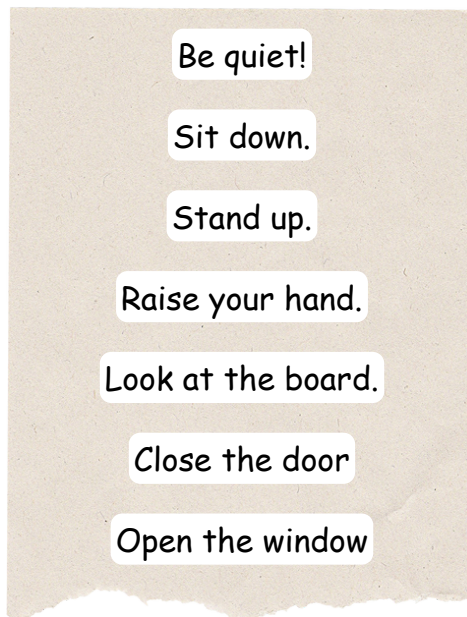 Be quiet!
Sit down.
Stand up.
Raise your hand.
Look at the board.
Close the door
Open the window